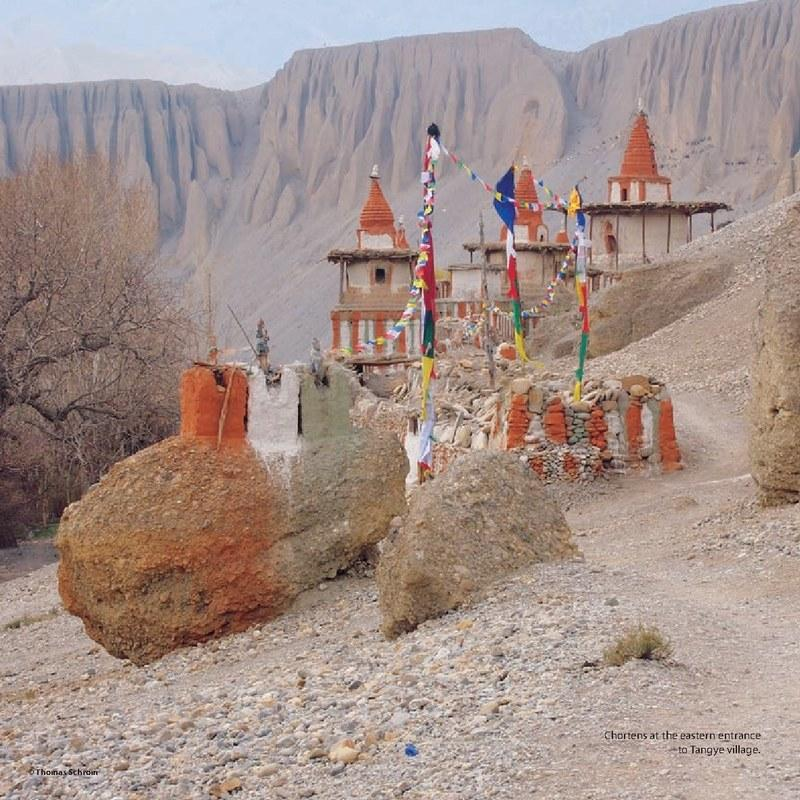 Chortens at the eastern entrance
to Tangye village.
©Thomas Schrom